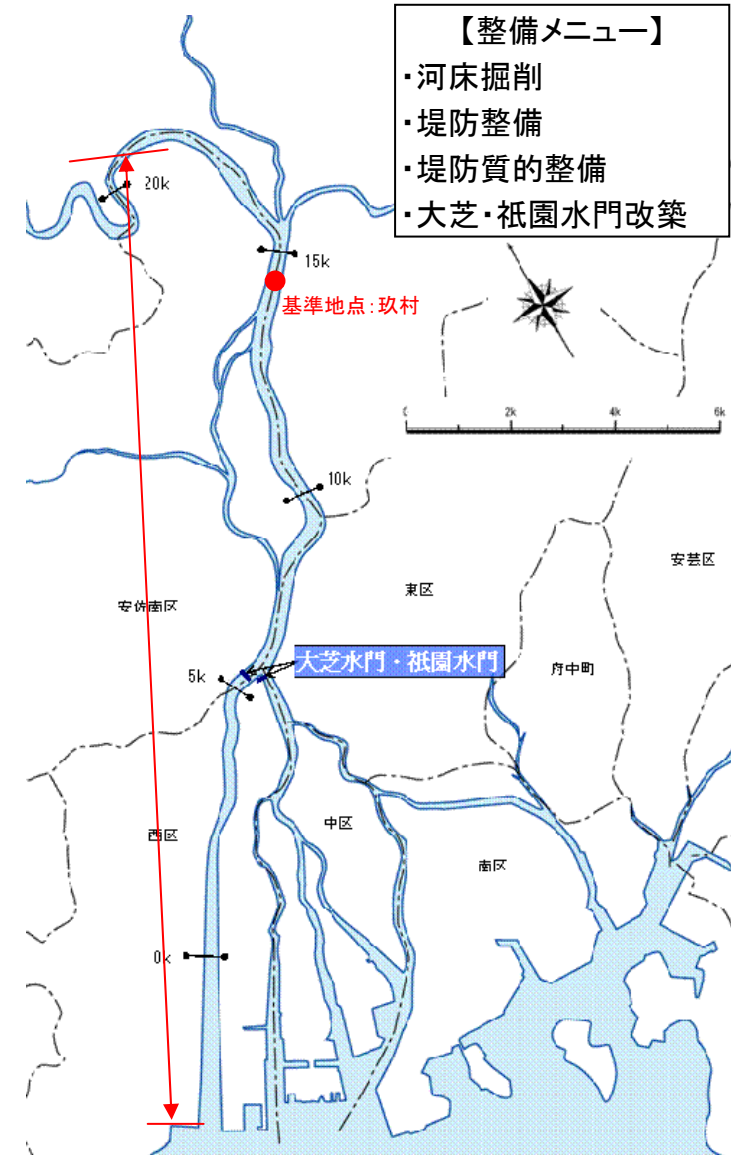 【整備メニュー】
・河床掘削
・堤防整備
・堤防質的整備
・大芝・祇園水門改築
20k
15k
基準地点：玖村
0 2k 4k 6k
10k
安芸区
東区
安佐南区
府中町
大芝水門・祇園水門
5k
中区
西区
南区
0k